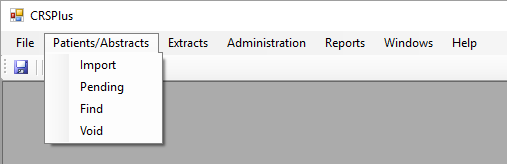 CRSPlus
File Patients/Abstracts Extracts Administration Reports Windows Help
Import
Pending
Find
Void